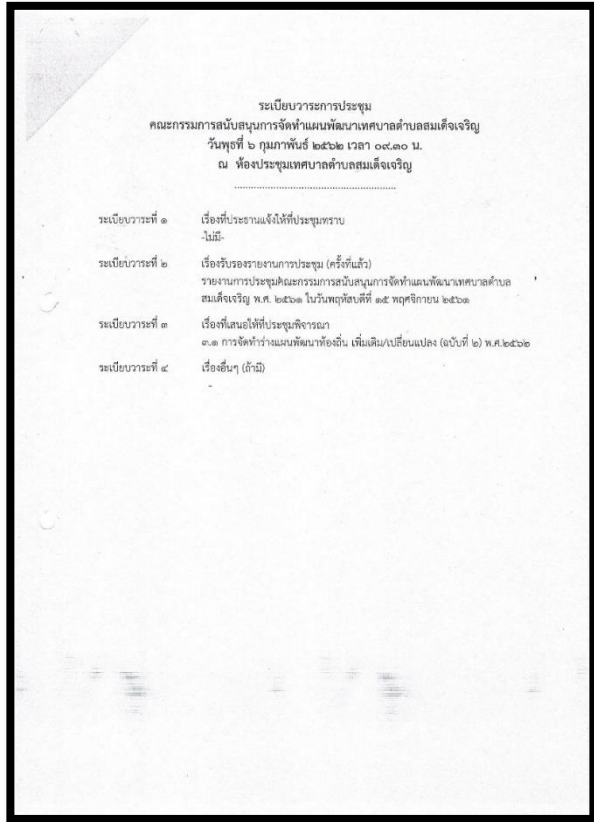 ระเบียบวาระการประชุม
คณะกรรมการสนับสนุนการจัดทำแผนพัฒนาเทศบาลตำบลสมเด็จเจริญ
วันพุธที่ ๖ กุมภาพันธ์ ๒๕๖๒ เวลา ๐๙.๓๐ น.
ณ ห้องประชุมเทศบาลตำบลสมเด็จเจริญ
......................................................
ระเบียบวาระที่ ๑ เรื่องที่ประธานแจ้งให้ที่ประชุมทราบ
-ไม่มี-
ระเบียบวาระที่ ๒ เรื่องรับรองรายงานการประชุม (ครั้งที่แล้ว)
รายงานการประชุมคณะกรรมการสนับสนุนการจัดทำแผนพัฒนาเทศบาลตำบล
สมเด็จเจริญ พ.ศ. ๒๕๖๑ ในวันพฤหัสบดีที่ ๑๕ พฤศจิกายน ๒๕๖๑
ระเบียบวาระที่ ๓ เรื่องที่เสนอให้ที่ประชุมพิจารณา
๓.๑ การจัดทำร่างแผนพัฒนาท้องถิ่น เพิ่มเติม/เปลี่ยนแปลง (ฉบับที่ ๒) พ.ศ.๒๕๖๒
ระเบียบวาระที่ ๔ เรื่องอื่นๆ (ถ้ามี)
-